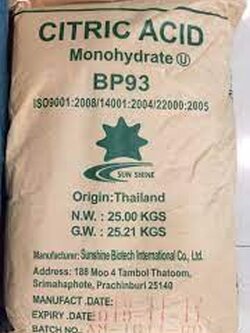 CITRIC ACID
Monohydrate Ⓤ
BP93
ISO9001:2008/14001:2004/22000:2005
SUN SHINE
Origin:Thailand
N.W. : 25.00 KGS
G.W. : 25.21 KGS
Manufacturer: Sunshine Biotech International Co., Ltd.
Address: 188 Moo 4 Tambol Thatoom,
Srimahaphote, Prachinburi 25140
MANUFACT .DATE:
EXPIRY .DATE:
BATCH NO.